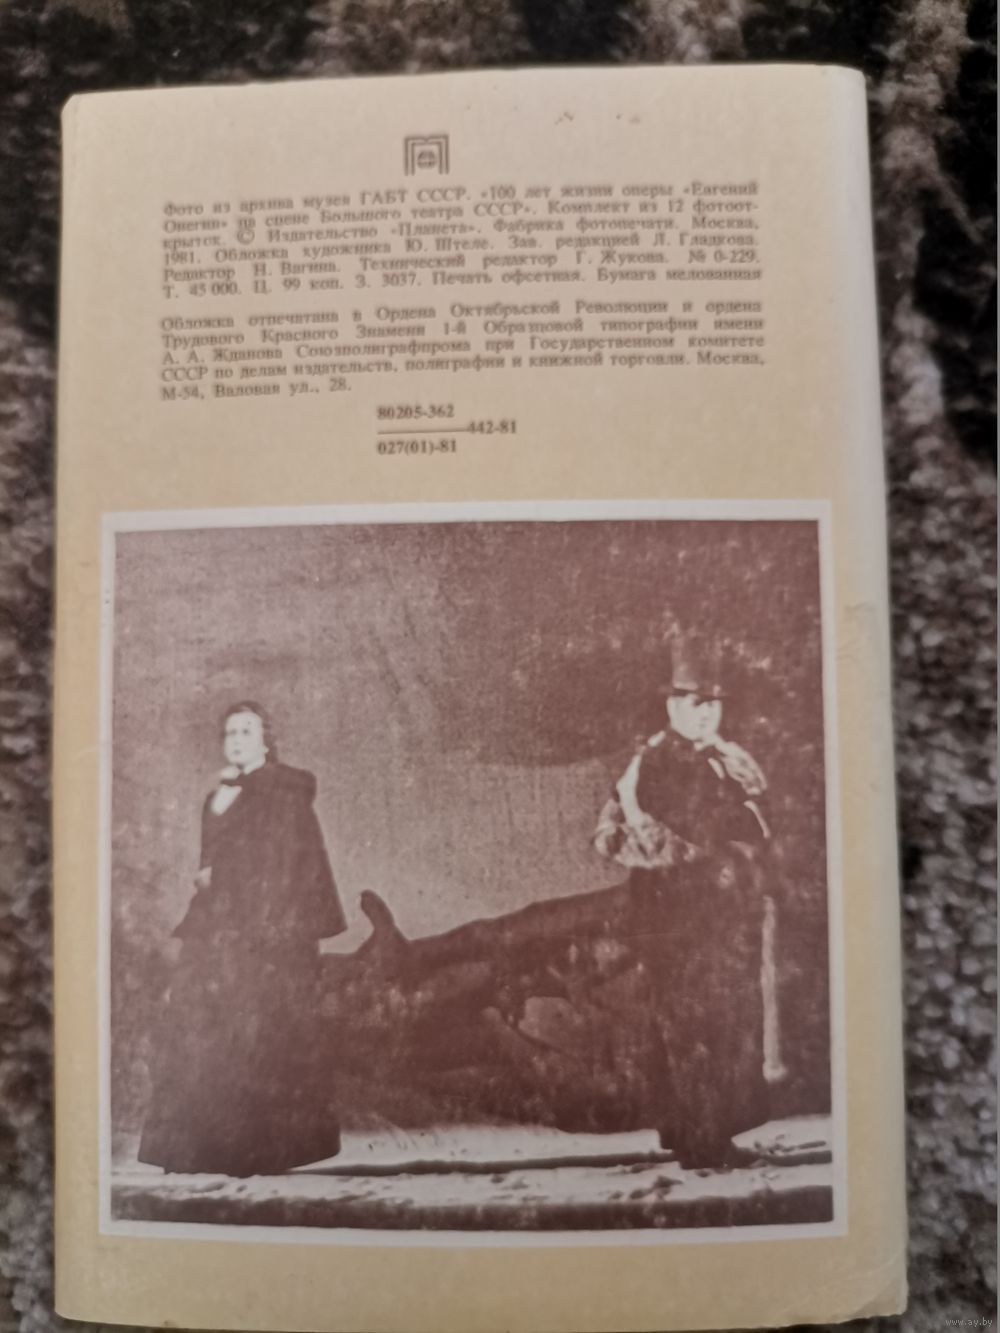 Фото из архива музея ГАБТ СССР. «100 лет жизни оперы «Евгений
Онегин» на сцене Большого театра СССР». Комплект из 12 фотоот-
крыток. © Издательство «Планета». Фабрика фотопечати. Москва,
1981. Обложка художника Ю. Штеле. Зав. редакцией Л. Гладкова.
Редактор Н. Вагина. Технический редактор Г. Жукова. № 0-229.
Т. 45 000. Ц. 99 коп. З. 3037. Печать офсетная. Бумага мелованная
Обложка отпечатана в Ордена Октябрьской Революции и ордена
Трудового Красного Знамени 1-й Образцовой типографии имени
А. А. Жданова Союзполиграфпрома при Государственном комитете
СССР по делам издательств, полиграфии и книжной торговли. Москва,
М-54, Валовая ул., 28.
80205-362
442-81
027(01)-81
www.ay.by